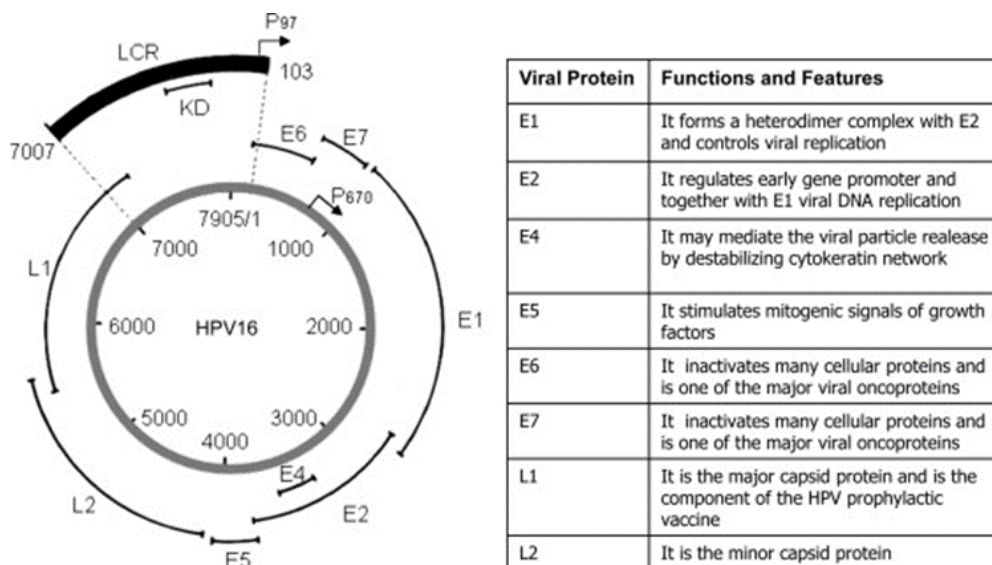 P97
LCR
103
KD
7007
E6
E7
P670
7905/1
7000
1000
L1
6000
HPV16
2000
E1
5000
3000
4000
E4
L2
E2
E5
Viral Protein Functions and Features
E1 It forms a heterodimer complex with E2
and controls viral replication
E2 It regulates early gene promoter and
together with E1 viral DNA replication
E4 It may mediate the viral particle realease
by destabilizing cytokeratin network
E5 It stimulates mitogenic signals of growth
factors
E6 It inactivates many cellular proteins and
is one of the major viral oncoproteins
E7 It inactivates many cellular proteins and
is one of the major viral oncoproteins
L1 It is the major capsid protein and is the
component of the HPV prophylactic
vaccine
L2 It is the minor capsid protein